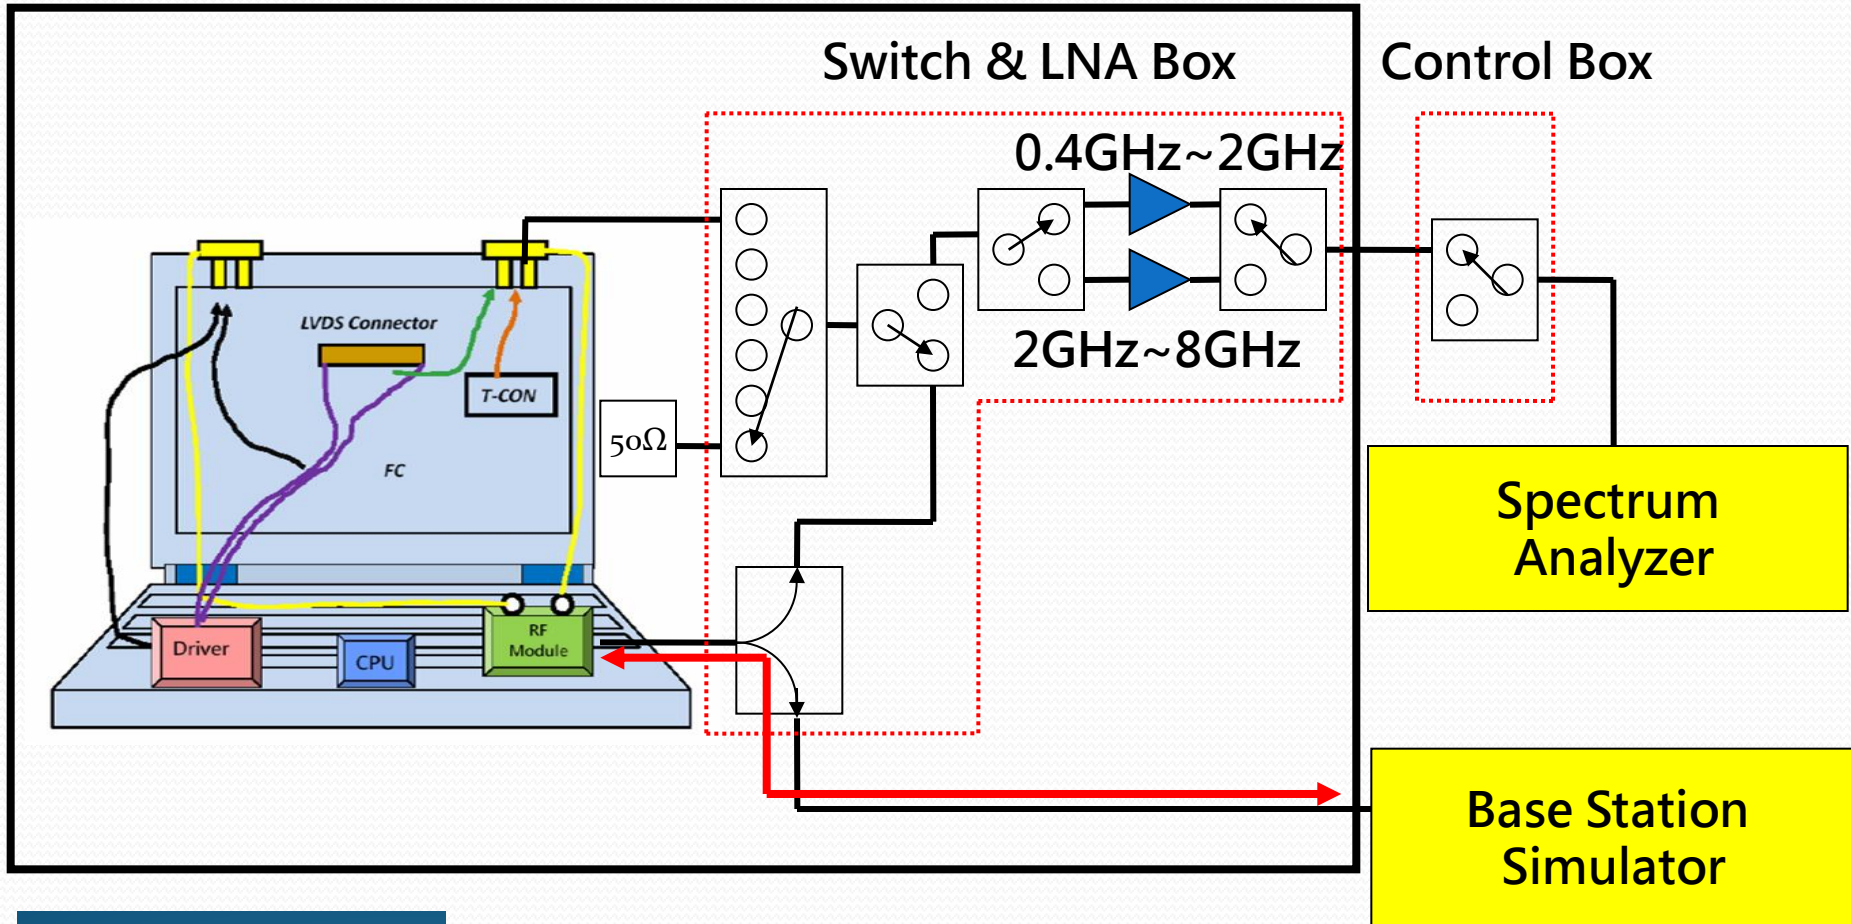 Switch & LNA Box
Control Box
0.4GHz~2GHz
2GHz~8GHz
LVDS Connector
T-CON
FC
50Ω
Driver
CPU
RF
Module
Spectrum
Analyzer
Base Station
Simulator